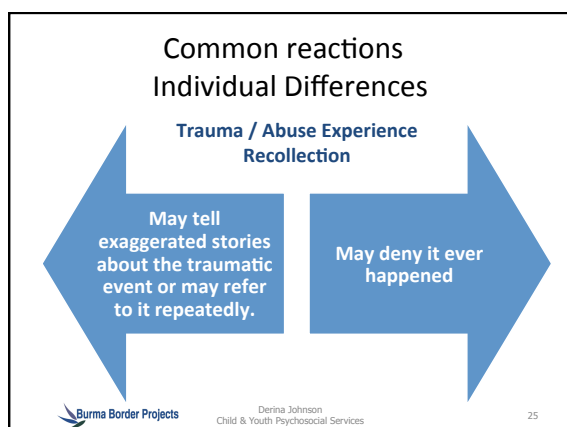 Common reactions
Individual Differences
Trauma / Abuse Experience
Recollection
May tell
exaggerated stories
about the traumatic
event or may refer
to it repeatedly.
May deny it ever
happened
Burma Border Projects
Derina Johnson
Child & Youth Psychosocial Services
25